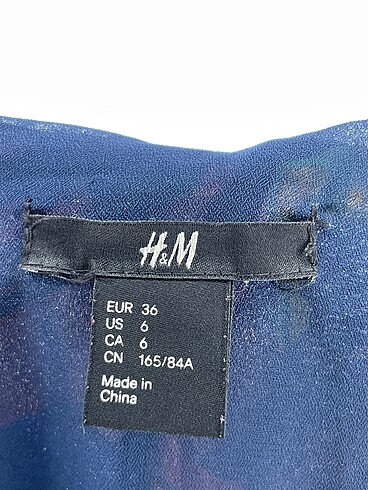 H&M
EUR 36
US 6
CA 6
CN 165/84A
Made in
China